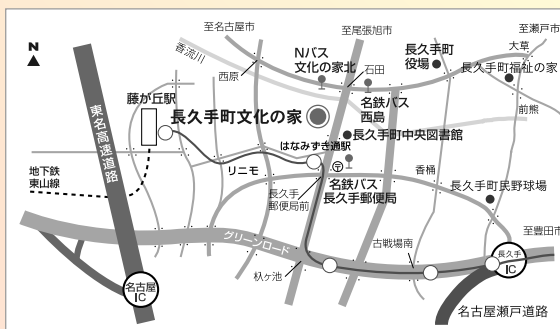 至名古屋市
至尾張旭市
至瀬戸市
N
香流川
Nバス
文化の家北
長久手町
役場
大草
西原
石田
長久手町福祉の家
藤が丘駅
長久手町文化の家
名鉄バス
西島
前熊
東名高速道路
長久手町中央図書館
はなみずき通駅
地下鉄
東山線
リニモ
香桶
長久手
郵便局前
名鉄バス
長久手郵便局
長久手町民野球場
グリーンロード
古戦場南
至豊田市
杁ヶ池
長久手
IC
名古屋
IC
名古屋瀬戸道路